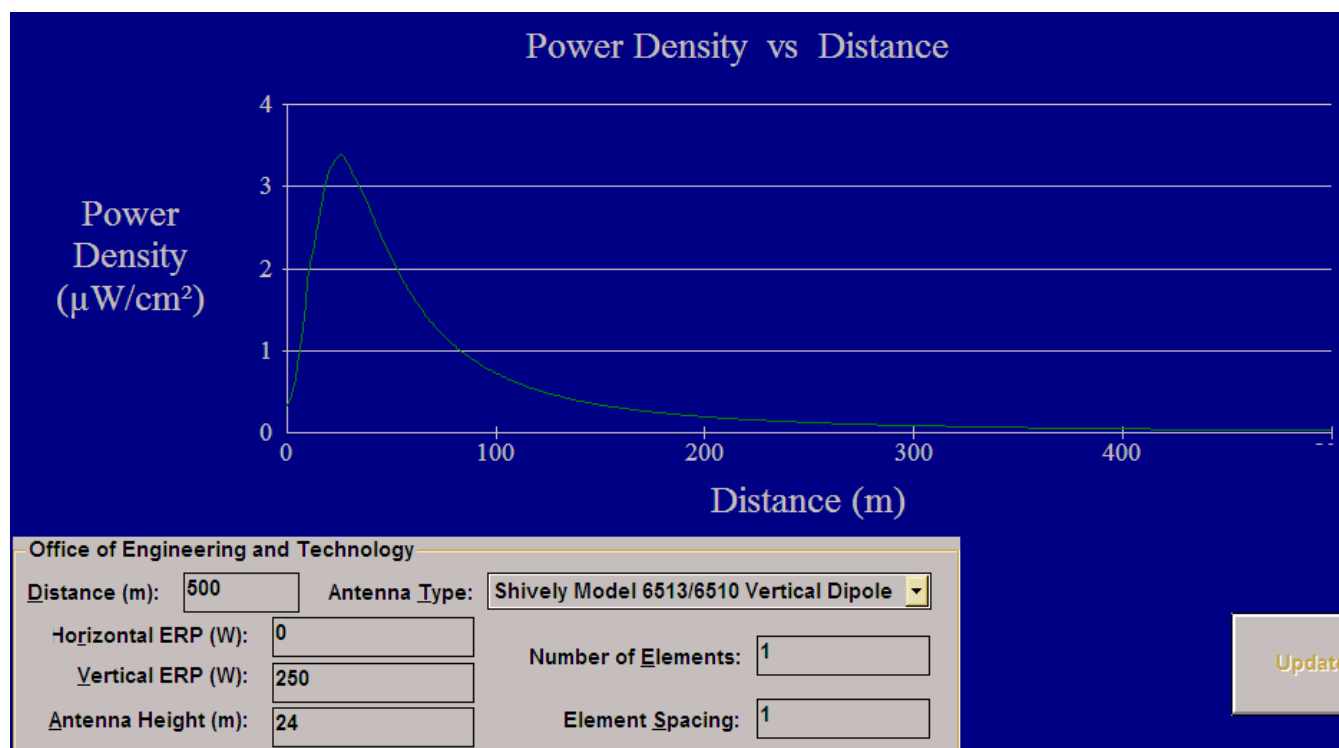 Power Density vs Distance
4
3
2
1
0
Power
Density
(µW/cm²)
0 100 200 300 400
Distance (m)
Office of Engineering and Technology
Distance (m): 500 Antenna Type: Shively Model 6513/6510 Vertical Dipole
Horizontal ERP (W): 0
Vertical ERP (W): 250
Antenna Height (m): 24
Number of Elements: 1
Element Spacing: 1
Update